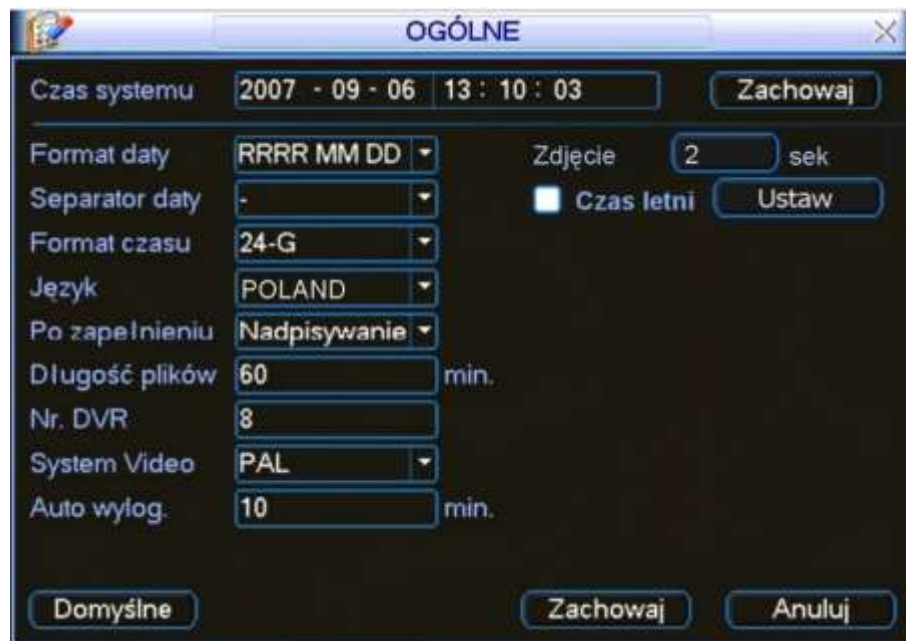 OGÓLNE
Czas systemu 2007 - 09 - 06 13 : 10 : 03 Zachowaj
Format daty RRRR MM DD Zdjęcie 2 sek
Separator daty - Czas letni Ustaw
Format czasu 24-G
Język POLAND
Po zapełnieniu Nadpisywanie
Długość plików 60 min.
Nr. DVR 8
System Video PAL
Auto wylog. 10 min.
Domyślne Zachowaj Anuluj